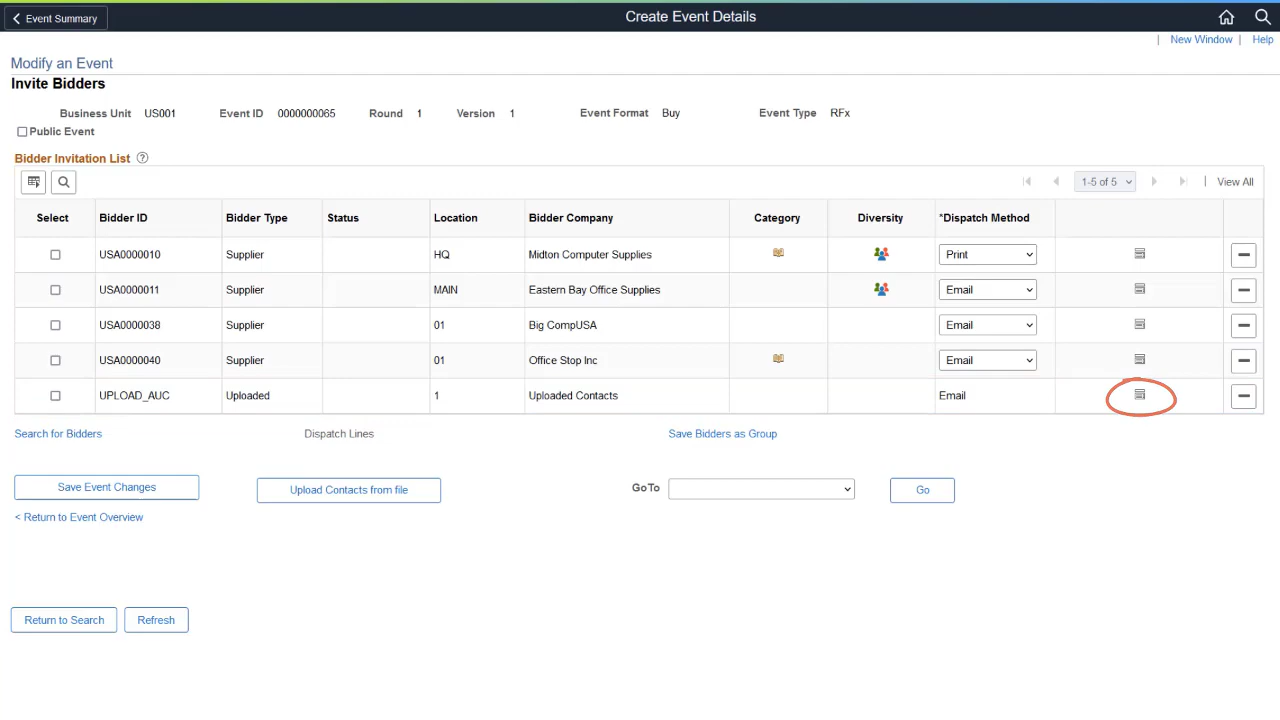 Event Summary
Create Event Details
| New Window | Help
Modify an Event
Invite Bidders
Business Unit US001 Event ID 0000000065 Round 1 Version 1 Event Format Buy Event Type RFx
Public Event
Bidder Invitation List ?
1-5 of 5 | View All
Select Bidder ID Bidder Type Status Location Bidder Company Category Diversity *Dispatch Method
USA0000010 Supplier HQ Midton Computer Supplies Print
USA0000011 Supplier MAIN Eastern Bay Office Supplies Email
USA0000038 Supplier 01 Big CompUSA Email
USA0000040 Supplier 01 Office Stop Inc Email
UPLOAD_AUC Uploaded 1 Uploaded Contacts Email
Search for Bidders Dispatch Lines Save Bidders as Group
Save Event Changes Upload Contacts from file GoTo Go
< Return to Event Overview
Return to Search Refresh